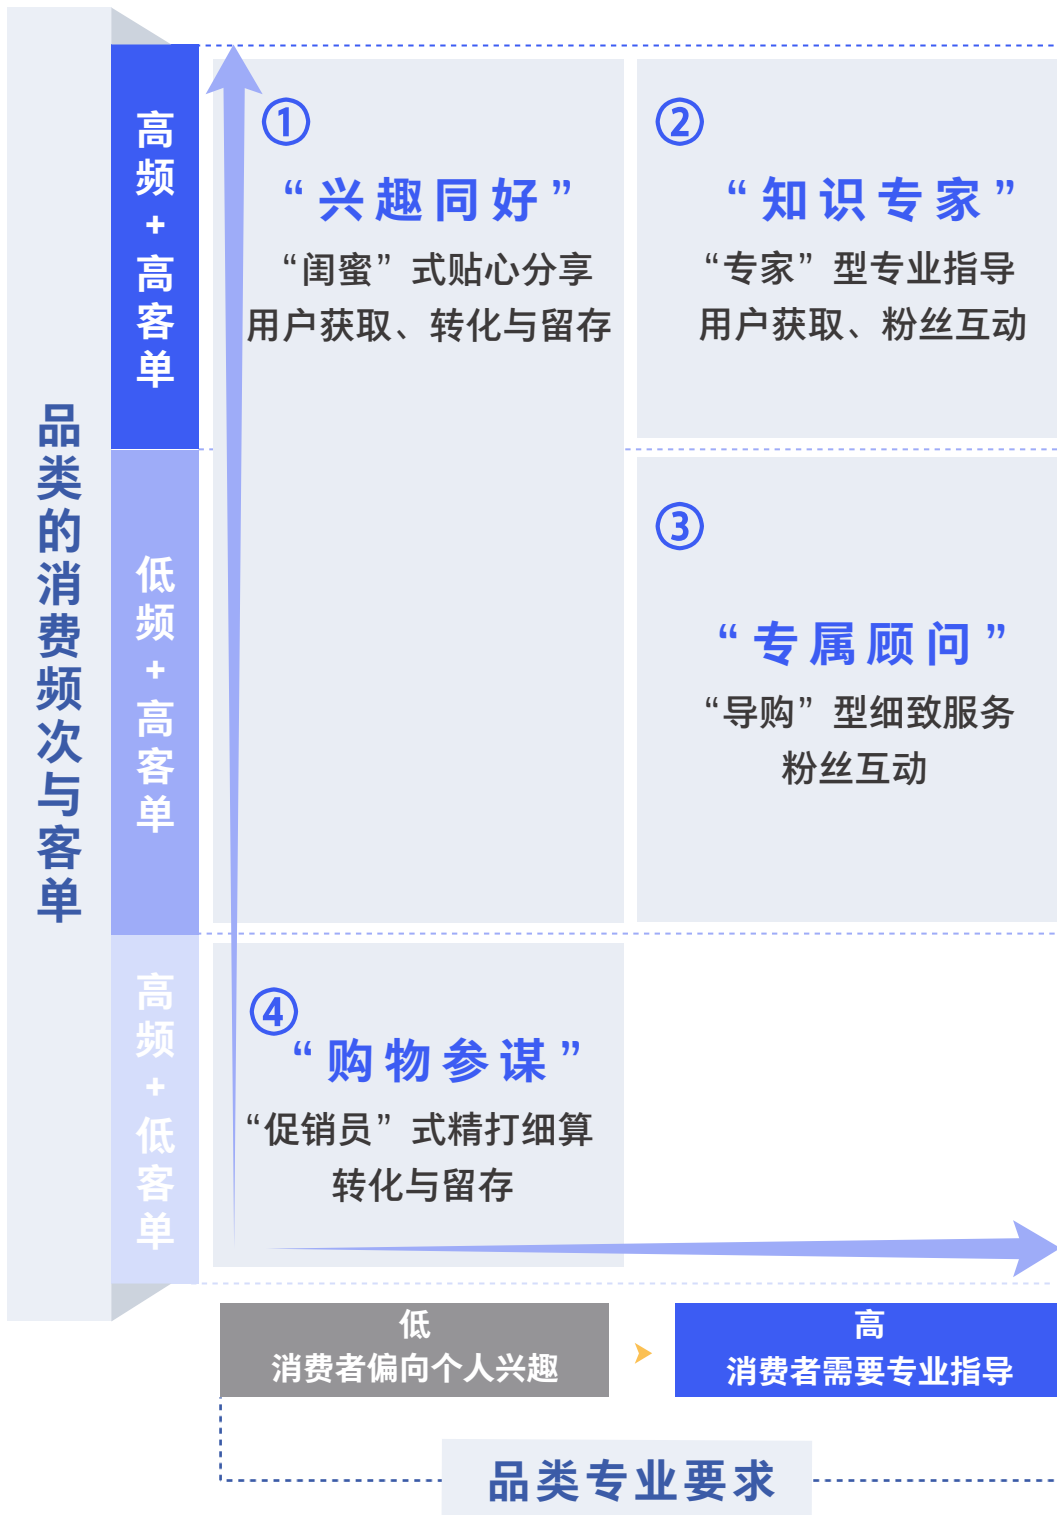 品类的消费频次与客单
高频+高客单
①
“兴趣同好”
“闺蜜”式贴心分享
用户获取、转化与留存
②
“知识专家”
“专家”型专业指导
用户获取、粉丝互动
低频+高客单
③
“专属顾问”
“导购”型细致服务
粉丝互动
高频+低客单
④
“购物参谋”
“促销员”式精打细算
转化与留存
低
消费者偏向个人兴趣
高
消费者需要专业指导
品类专业要求